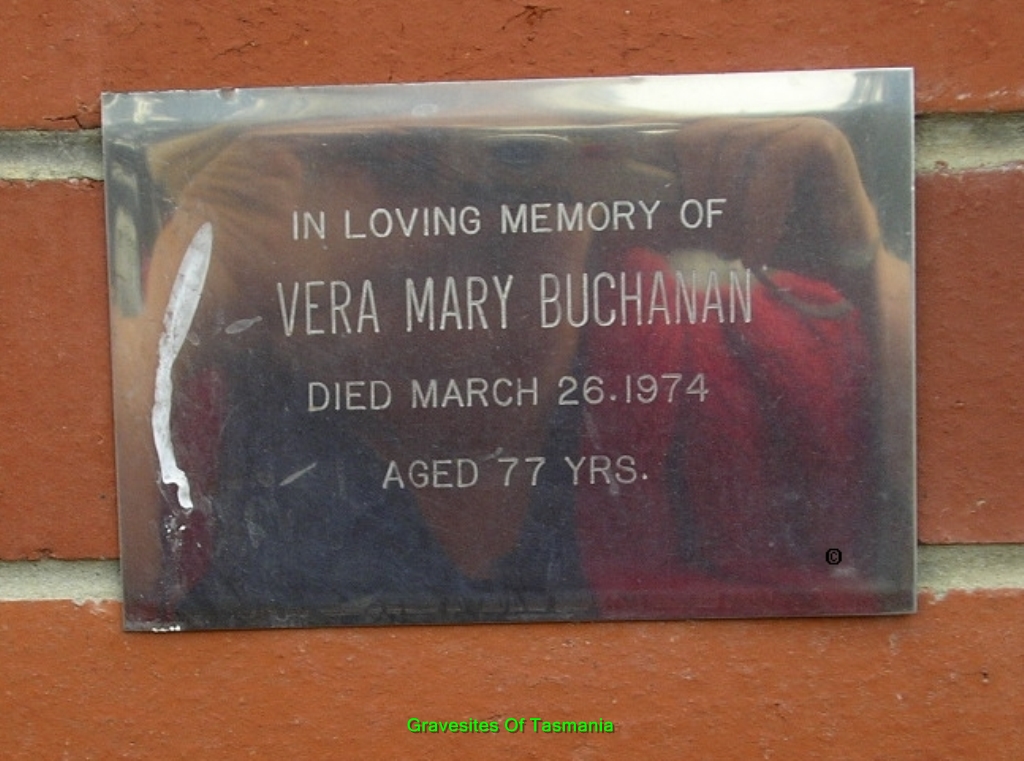 IN LOVING MEMORY OF
VERA MARY BUCHANAN
DIED MARCH 26.1974
AGED 77 YRS.
©
Gravesites Of Tasmania